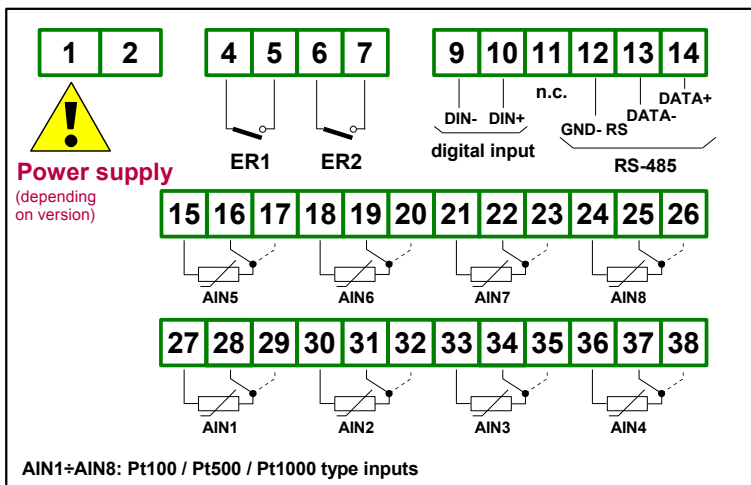 1 2 4 5 6 7 9 10 11 12 13 14
n.c.
DIN- DIN+ GND- RS DATA- DATA+
digital input
RS-485
ER1 ER2
Power supply
(depending
on version)
15 16 17 18 19 20 21 22 23 24 25 26
AIN5 AIN6 AIN7 AIN8
27 28 29 30 31 32 33 34 35 36 37 38
AIN1 AIN2 AIN3 AIN4
AIN1÷AIN8: Pt100 / Pt500 / Pt1000 type inputs